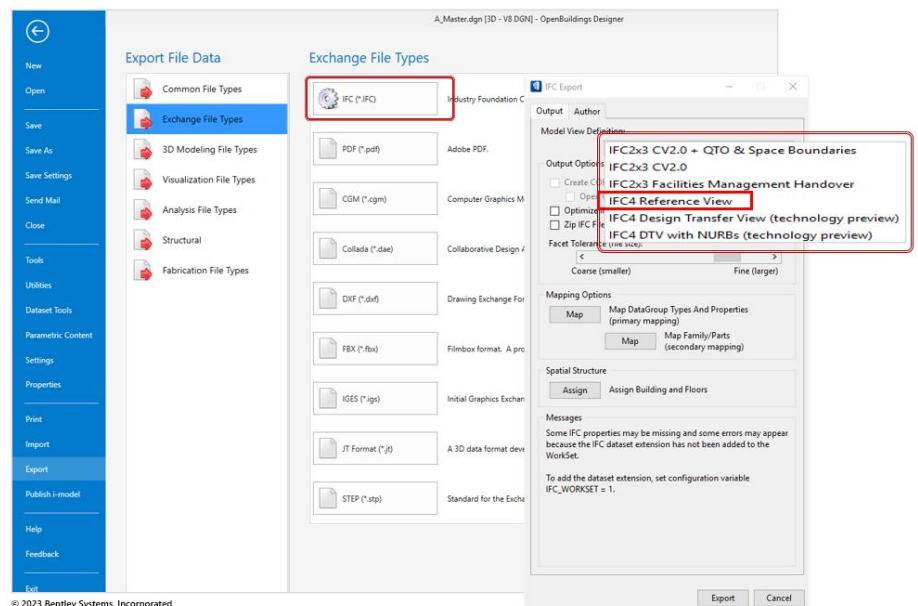 A_Master.dgn [3D - V8 DGN] - OpenBuildings Designer
New
Open
Save
Save As
Save Settings
Send Mail
Close
Tools
Utilities
Dataset Tools
Parametric Content
Settings
Properties
Print
Import
Export
Publish i-model
Help
Feedback
Exit
Export File Data
Common File Types
Exchange File Types
3D Modeling File Types
Visualization File Types
Analysis File Types
Structural
Fabrication File Types
Exchange File Types
IFC (*.IFC)
Industry Foundation C
PDF (*.pdf)
Adobe PDF.
CGM (*.cgm)
Computer Graphics M
Collada (*.dae)
Collaborative Design A
DXF (*.dxf)
Drawing Exchange For
FBX (*.fbx)
Filmbox format. A pro
IGES (*.igs)
Initial Graphics Exchan
JT Format (*.jt)
A 3D data format deve
STEP (*.stp)
Standard for the Excha
IFC Export
Output Author
Model View Definition:
IFC2x3 CV2.0 + QTO & Space Boundaries
IFC2x3 CV2.0
IFC2x3 Facilities Management Handover
IFC4 Reference View
IFC4 Design Transfer View (technology preview)
IFC4 DTV with NURBs (technology preview)
Output Options
Create CO
Open
Optimize
Zip IFC File
Facet Tolerance (file size):
Coarse (smaller) Fine (larger)
Mapping Options
Map Map DataGroup Types And Properties
(primary mapping)
Map Map Family/Parts
(secondary mapping)
Spatial Structure
Assign Assign Building and Floors
Messages
Some IFC properties may be missing and some errors may appear
because the IFC dataset extension has not been added to the
WorkSet.
To add the dataset extension, set configuration variable
IFC_WORKSET = 1.
Export Cancel
© 2023 Bentley Systems, Incorporated